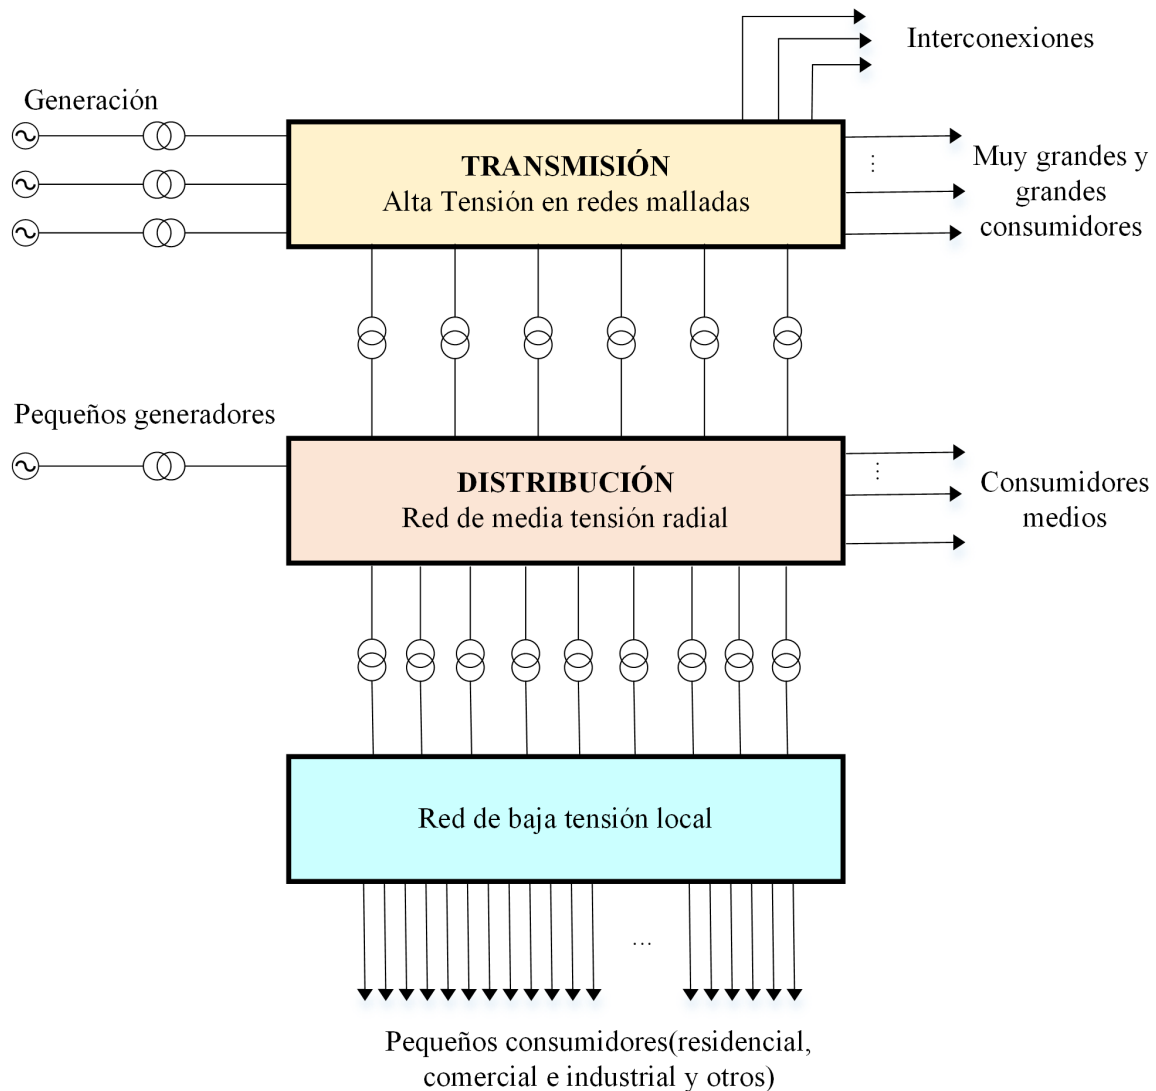 Interconexiones
Generación
TRANSMISIÓN
Alta Tensión en redes malladas
Muy grandes y
grandes
consumidores
Pequeños generadores
DISTRIBUCIÓN
Red de media tensión radial
Consumidores
medios
Red de baja tensión local
...
Pequeños consumidores(residencial,
comercial e industrial y otros)